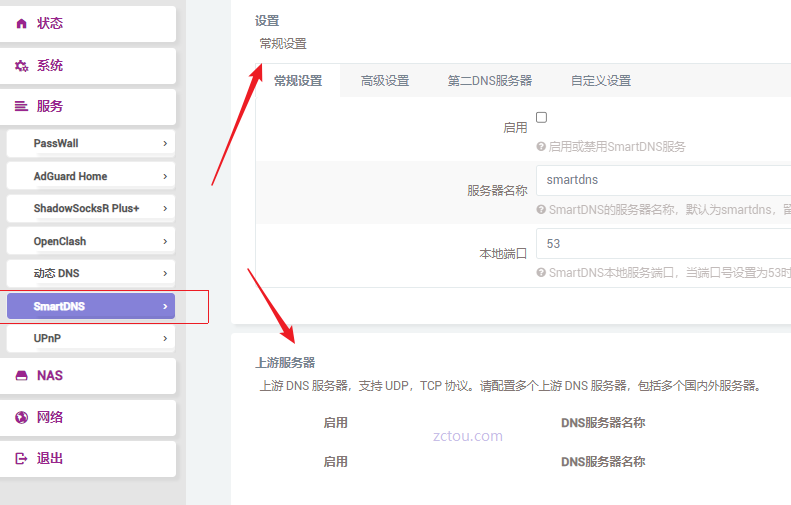 状态
系统
服务
PassWall
AdGuard Home
ShadowSocksR Plus+
OpenClash
动态 DNS
SmartDNS
UPnP
NAS
网络
退出
设置
常规设置
常规设置 高级设置 第二DNS服务器 自定义设置
启用
启用或禁用SmartDNS服务
服务器名称 smartdns
SmartDNS的服务器名称，默认为smartdns，留
本地端口 53
SmartDNS本地服务端口，当端口号设置为53时
上游服务器
上游 DNS 服务器，支持 UDP，TCP 协议。请配置多个上游 DNS 服务器，包括多个国内外服务器。
启用 DNS服务器名称
zctou.com
启用 DNS服务器名称